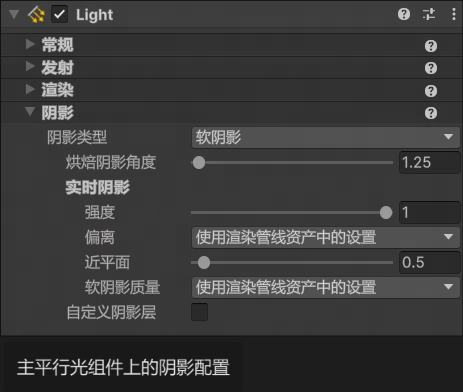 Light
常规
发射
渲染
阴影
阴影类型 软阴影
烘焙阴影角度 1.25
实时阴影
强度 1
偏离 使用渲染管线资产中的设置
近平面 0.5
软阴影质量 使用渲染管线资产中的设置
自定义阴影层
主平行光组件上的阴影配置